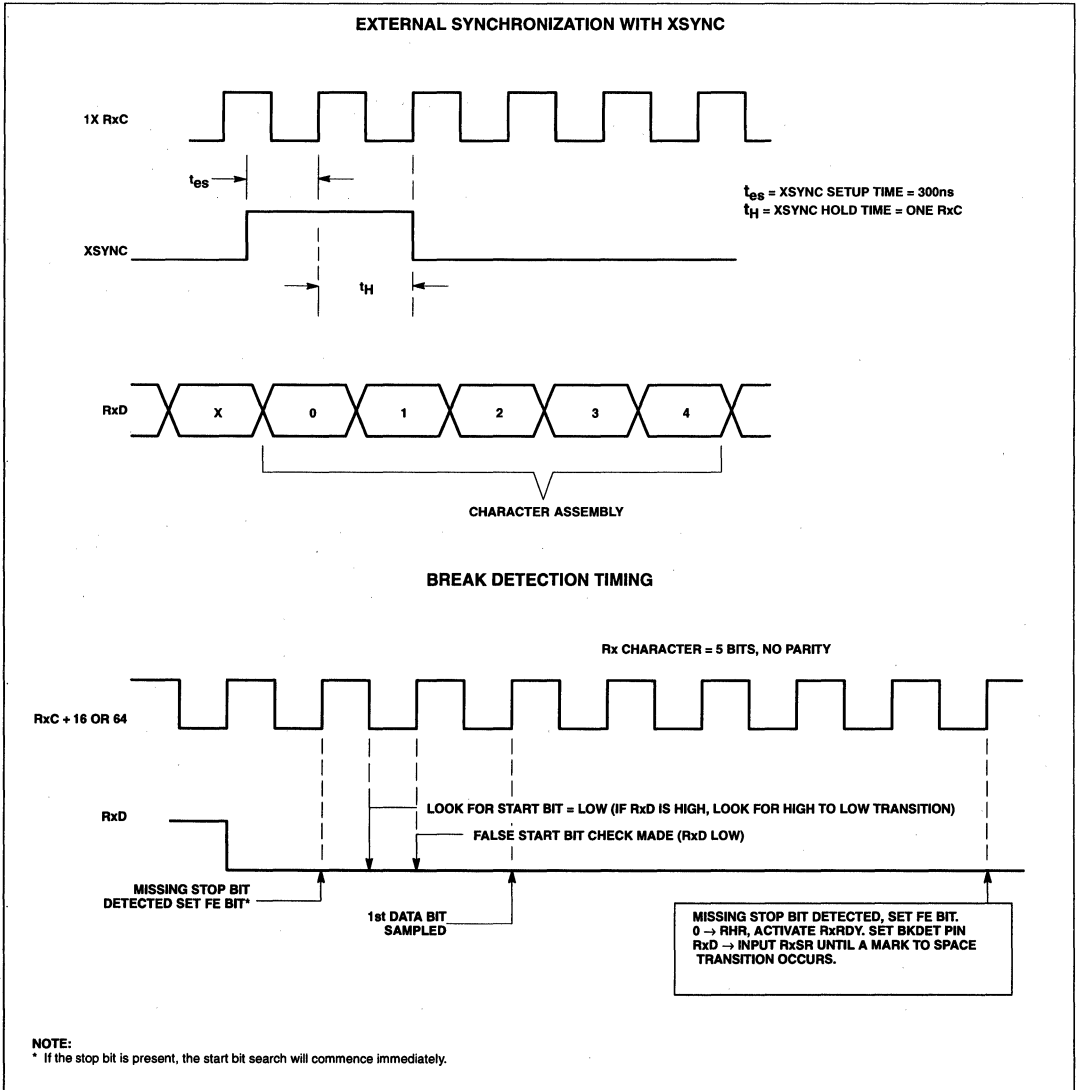 EXTERNAL SYNCHRONIZATION WITH XSYNC
1X RxC
tes
tes = XSYNC SETUP TIME = 300ns
tH = XSYNC HOLD TIME = ONE RxC
XSYNC
tH
RxD
X 0 1 2 3 4
CHARACTER ASSEMBLY
BREAK DETECTION TIMING
Rx CHARACTER = 5 BITS, NO PARITY
RxC + 16 OR 64
RxD
LOOK FOR START BIT = LOW (IF RxD IS HIGH, LOOK FOR HIGH TO LOW TRANSITION)
FALSE START BIT CHECK MADE (RxD LOW)
MISSING STOP BIT
DETECTED SET FE BIT*
1st DATA BIT
SAMPLED
MISSING STOP BIT DETECTED, SET FE BIT.
0 → RHR, ACTIVATE RxRDY. SET BKDET PIN
RxD → INPUT RxSR UNTIL A MARK TO SPACE
TRANSITION OCCURS.
NOTE:
* If the stop bit is present, the start bit search will commence immediately.